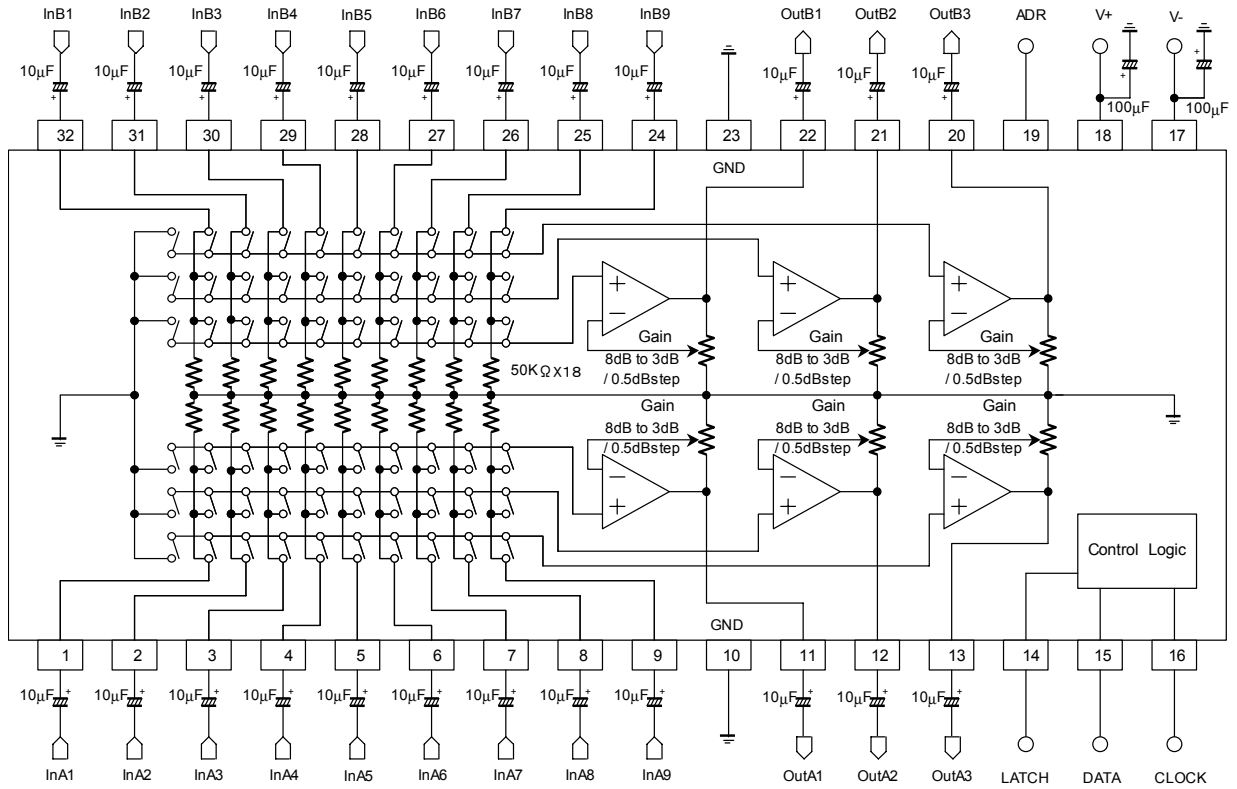 InB1 InB2 InB3 InB4 InB5 InB6 InB7 InB8 InB9 OutB1 OutB2 OutB3 ADR V+ V-
10μF 10μF 10μF 10μF 10μF 10μF 10μF 10μF 10μF 10μF 10μF 10μF
+ + + + + + + + + + + + + +
100μF 100μF
32 31 30 29 28 27 26 25 24 23 22 21 20 19 18 17
GND
+ + +
− − −
Gain Gain Gain
8dB to 3dB 8dB to 3dB 8dB to 3dB
/ 0.5dBstep / 0.5dBstep / 0.5dBstep
50KΩX18
Gain Gain Gain
8dB to 3dB 8dB to 3dB 8dB to 3dB
/ 0.5dBstep / 0.5dBstep / 0.5dBstep
− − −
+ + +
Control Logic
GND
1 2 3 4 5 6 7 8 9 10 11 12 13 14 15 16
+ + + + + + + + + + + +
10μF 10μF 10μF 10μF 10μF 10μF 10μF 10μF 10μF 10μF 10μF 10μF
InA1 InA2 InA3 InA4 InA5 InA6 InA7 InA8 InA9 OutA1 OutA2 OutA3 LATCH DATA CLOCK